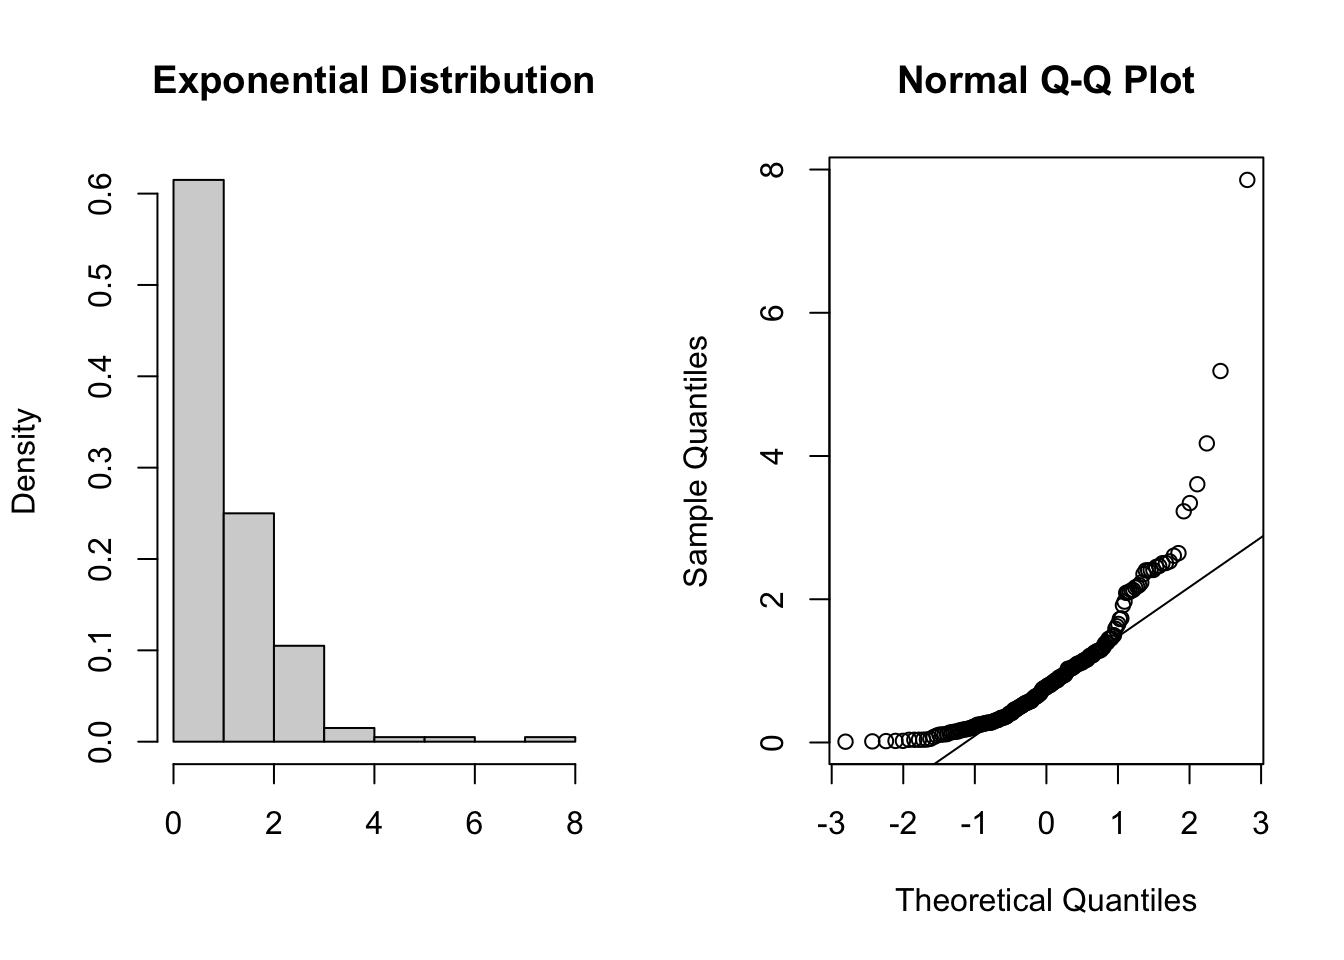 Exponential Distribution
Density
0.0 0.1 0.2 0.3 0.4 0.5 0.6
0 2 4 6 8
Normal Q-Q Plot
Sample Quantiles
0 2 4 6 8
-3 -2 -1 0 1 2 3
Theoretical Quantiles